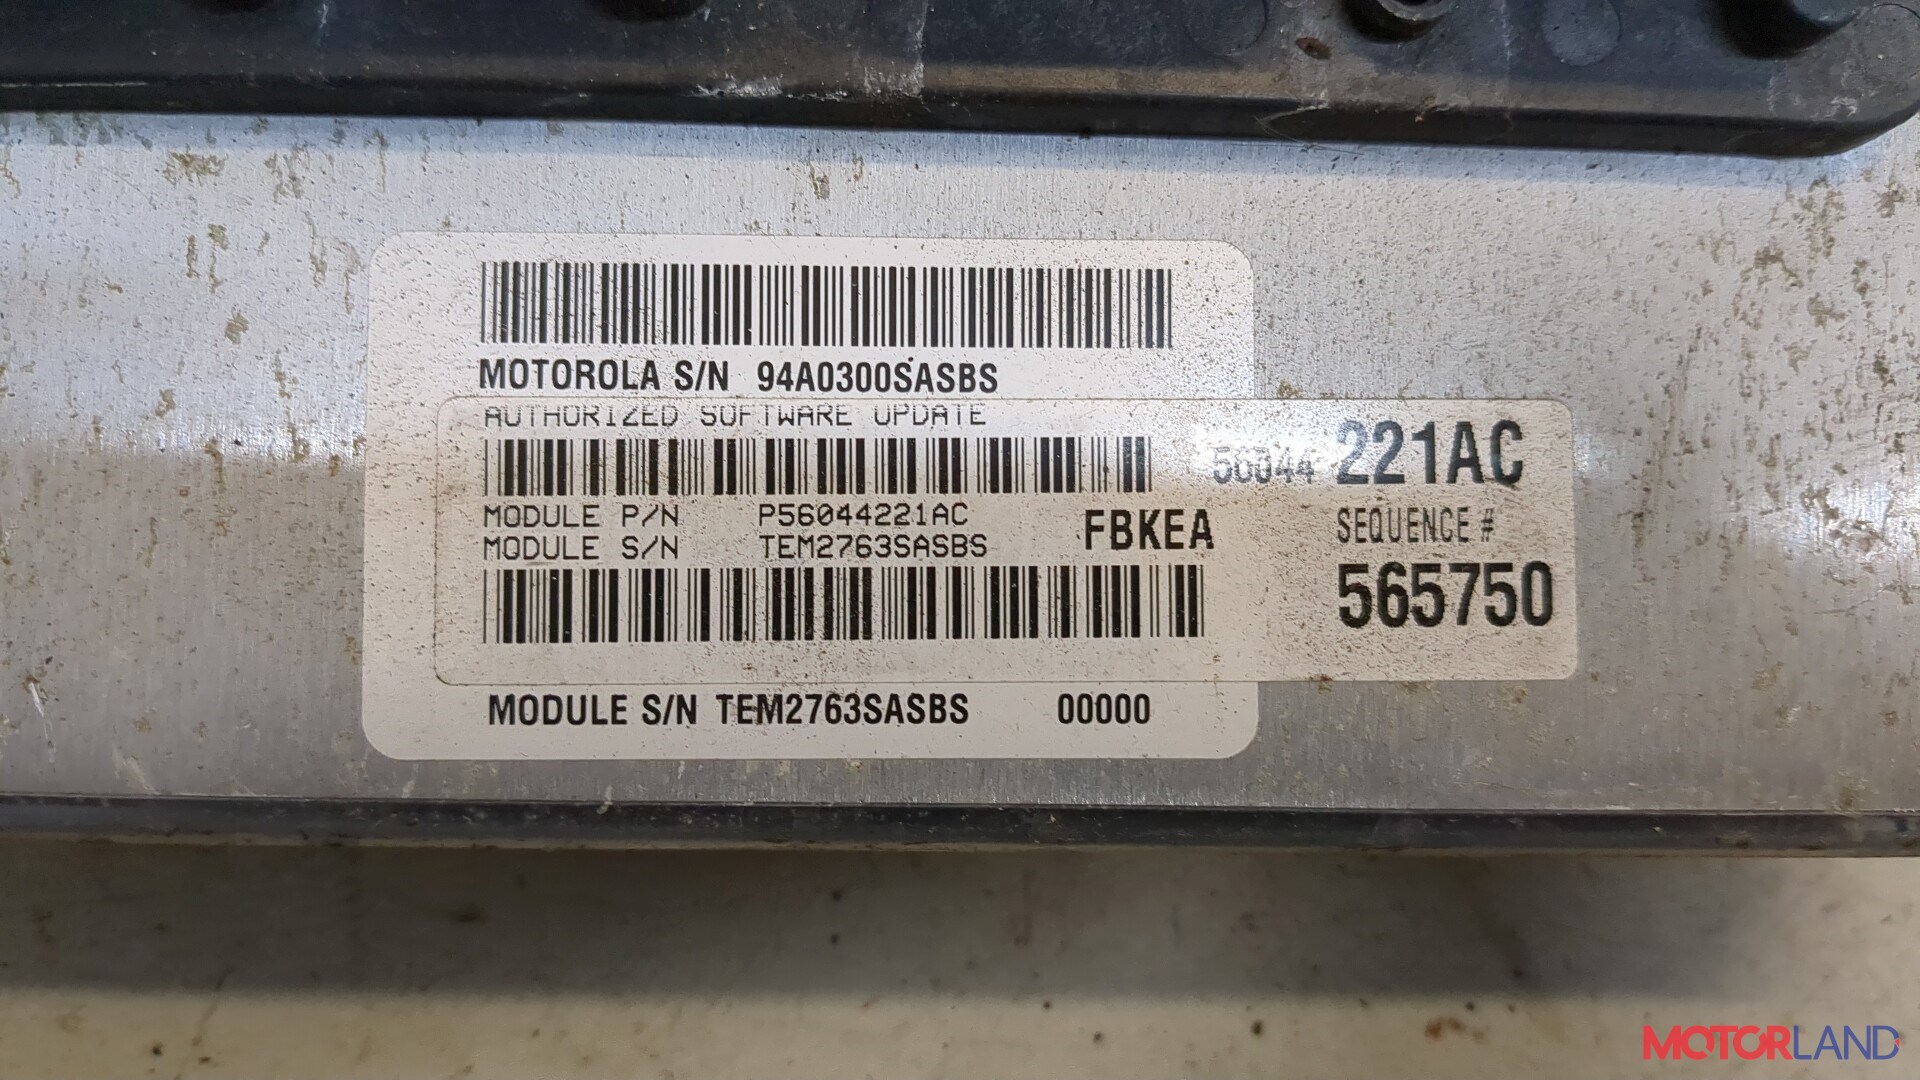 MOTOROLA S/N 94A0300SASBS
AUTHORIZED SOFTWARE UPDATE
56044 221AC
MODULE P/N P56044221AC
MODULE S/N TEM2763SASBS
FBKEA
SEQUENCE #
565750
MODULE S/N TEM2763SASBS 00000
MOTORLAND